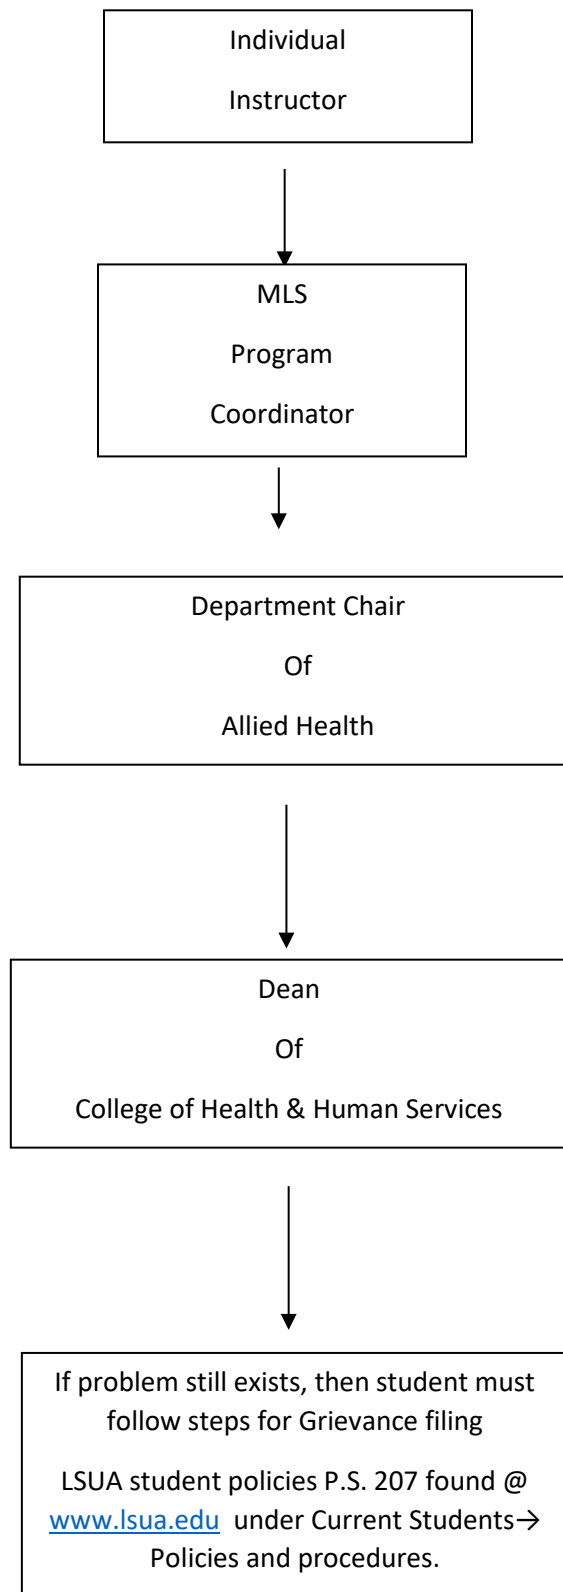 Individual
Instructor
MLS
Program
Coordinator
Department Chair
Of
Allied Health
Dean
Of
College of Health & Human Services
If problem still exists, then student must
follow steps for Grievance filing
LSUA student policies P.S. 207 found @
www.lsua.edu under Current Students→
Policies and procedures.